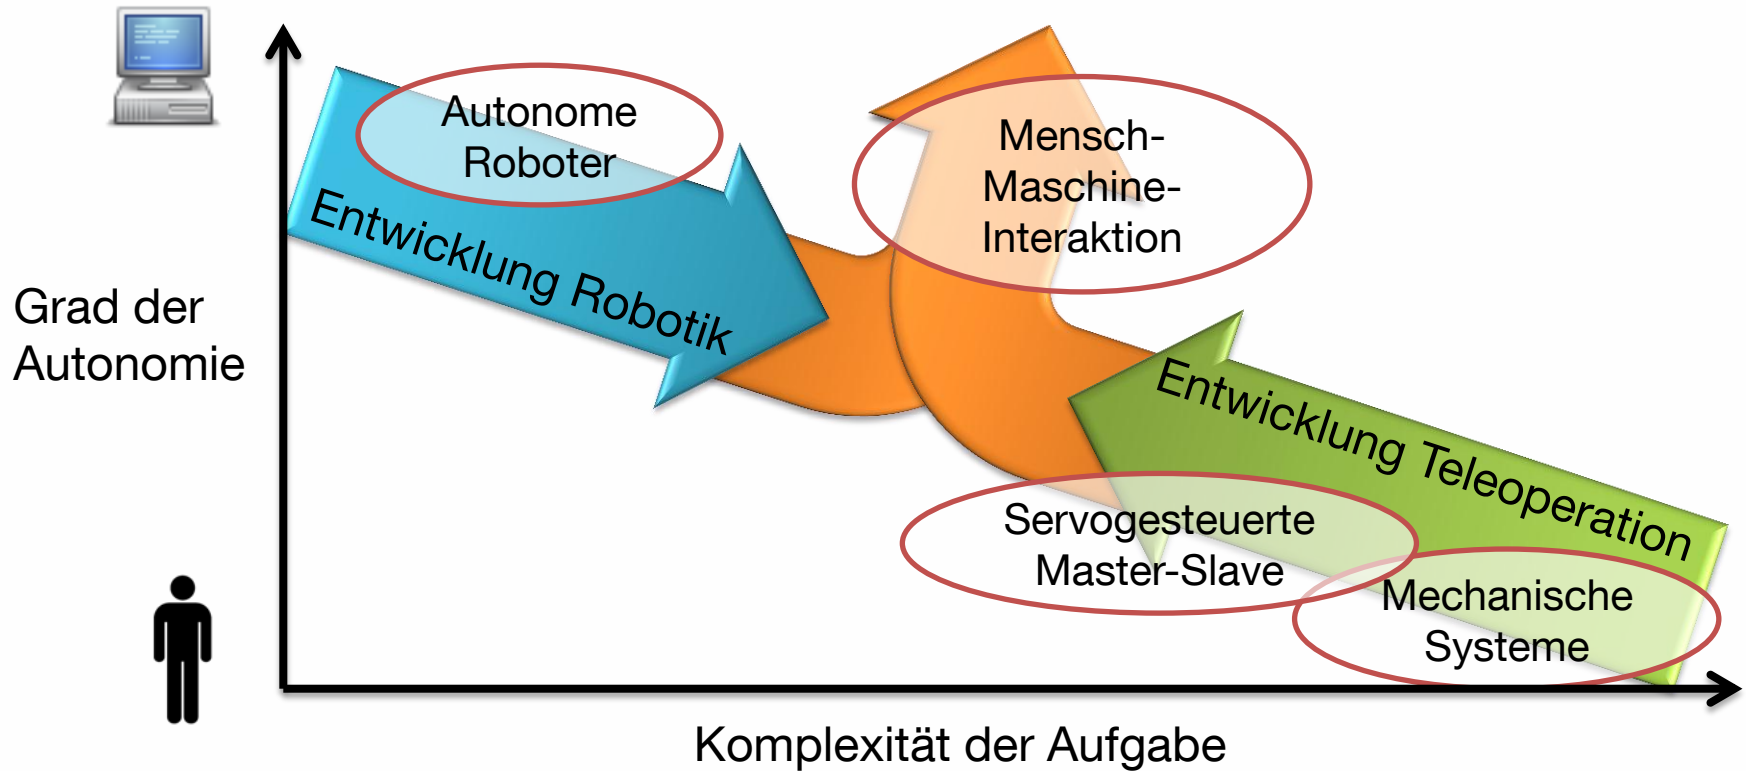 Autonome
Roboter
Mensch-
Maschine-
Interaktion
Entwicklung Robotik
Grad der
Autonomie
Entwicklung Teleoperation
Servogesteuerte
Master-Slave
Mechanische
Systeme
Komplexität der Aufgabe